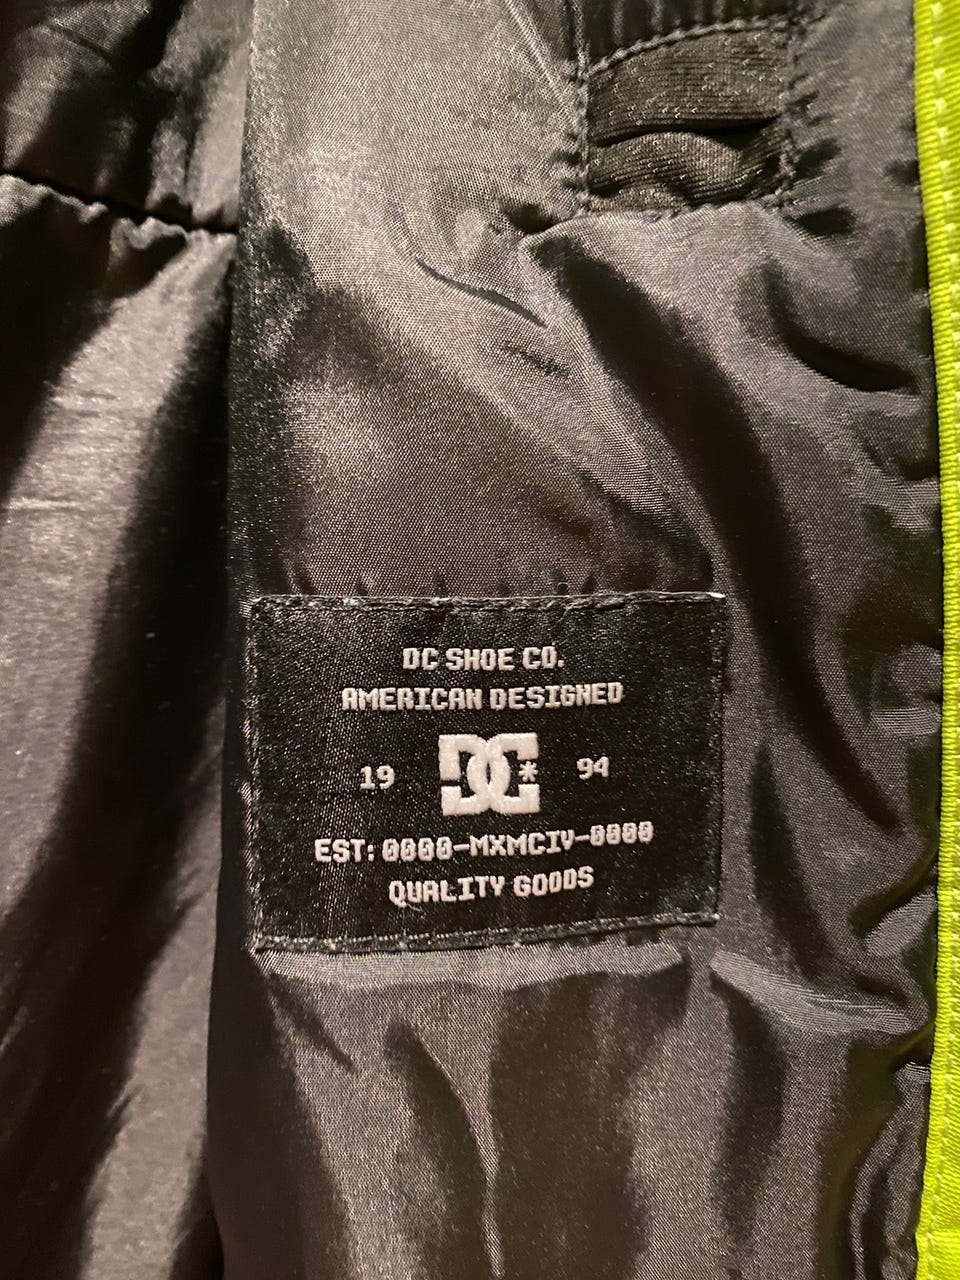 DC SHOE CO.
AMERICAN DESIGNED
19 DC* 94
EST: 0000-MXMCIV-0000
QUALITY GOODS